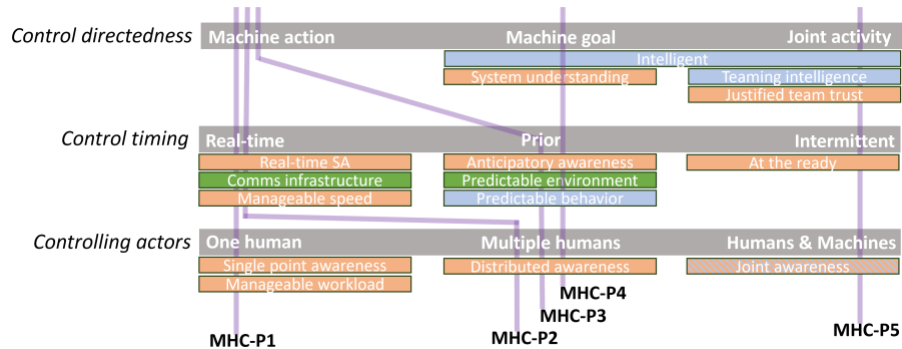 Control directedness
Machine action Machine goal Joint activity
Intelligent
System understanding Teaming intelligence
Justified team trust
Control timing
Real-time Prior Intermittent
Real-time SA Anticipatory awareness At the ready
Comms infrastructure Predictable environment
Manageable speed Predictable behavior
Controlling actors
One human Multiple humans Humans & Machines
Single point awareness Distributed awareness Joint awareness
Manageable workload
MHC-P4
MHC-P3
MHC-P1 MHC-P2 MHC-P5